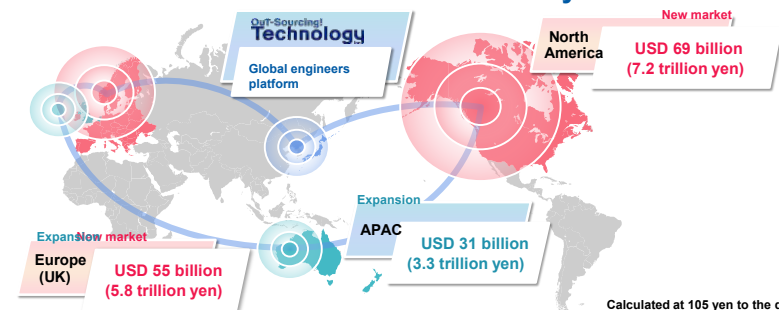 New market
OuT-Sourcing!
Technology
Global engineers
platform
North
America
USD 69 billion
(7.2 trillion yen)
Expansion
APAC
USD 31 billion
(3.3 trillion yen)
Expansion
New market
Europe
(UK)
USD 55 billion
(5.8 trillion yen)
Calculated at 105 yen to the